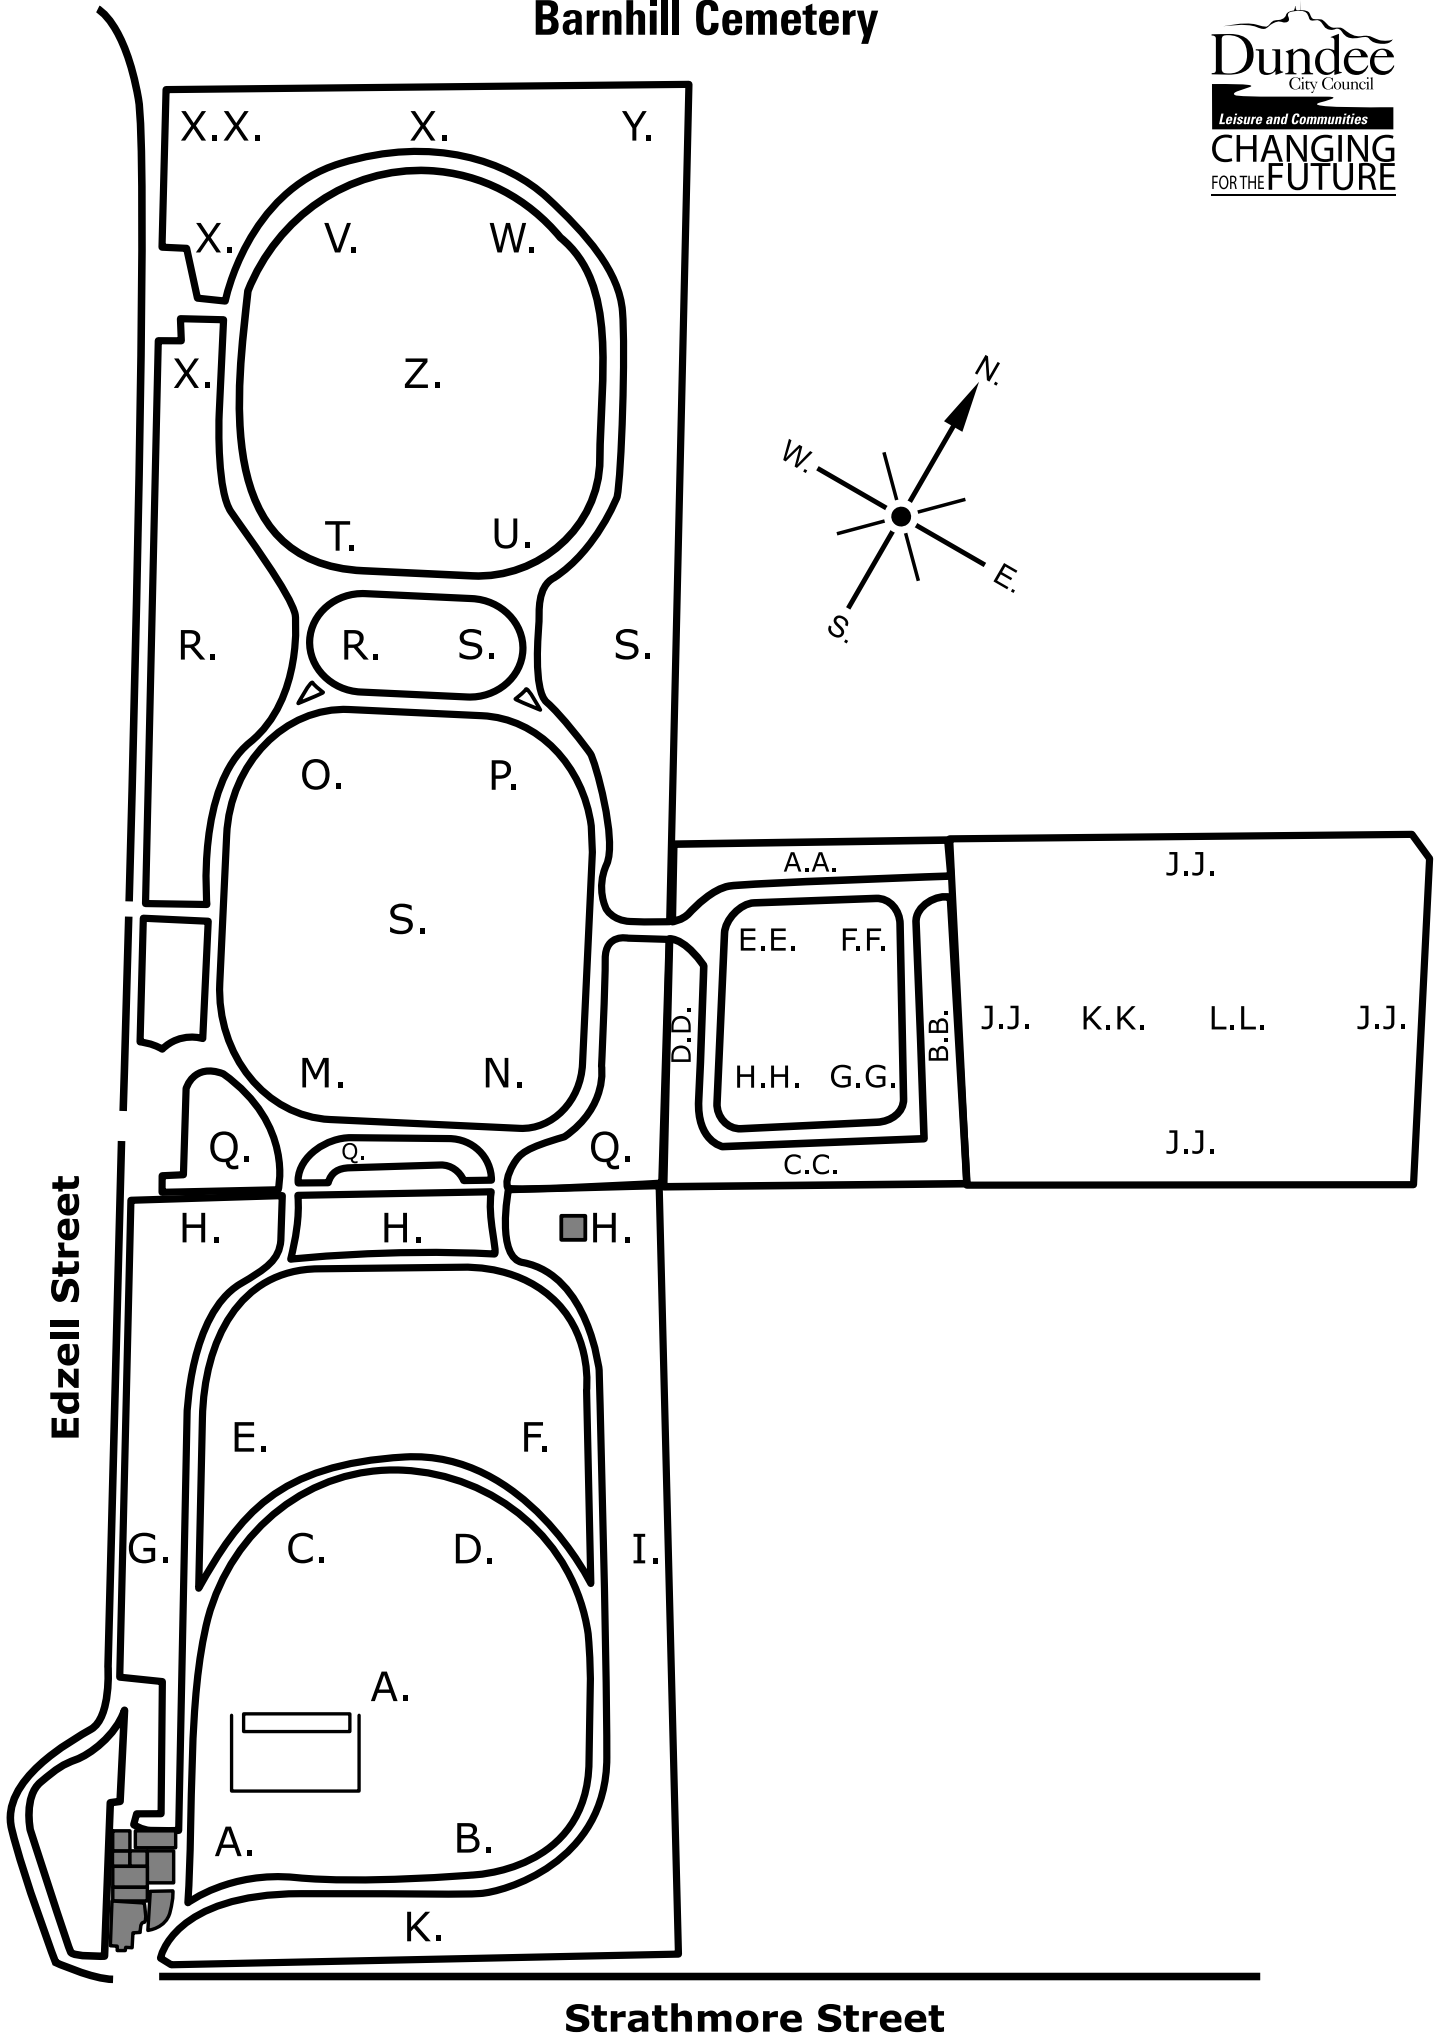 Barnhill Cemetery
Dundee
City Council
Leisure and Communities
CHANGING
FOR THE FUTURE
X.X. X. Y.
X. V. W.
X. Z.
N.
W.
E.
S.
T. U.
R. R. S. S.
O. P.
A.A. J.J.
S. E.E. F.F.
D.D. B.B. J.J. K.K. L.L. J.J.
M. N. H.H. G.G.
Q. Q. Q. C.C. J.J.
H. H. H.
Edzell Street
E. F.
G. C. D. I.
A.
A. B.
K.
Strathmore Street